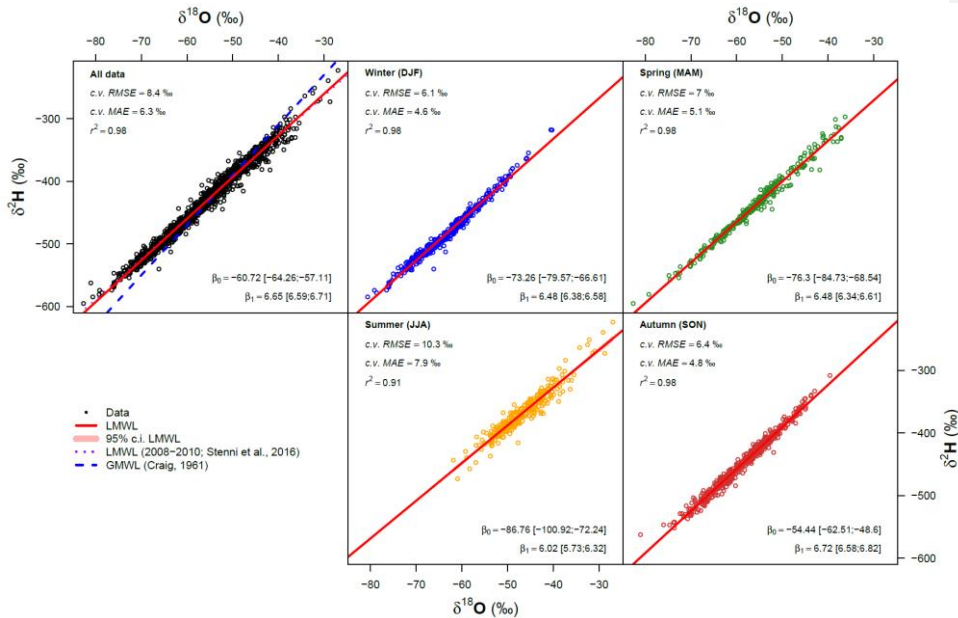 δ¹⁸O (‰)
δ¹⁸O (‰)
−80 −70 −60 −50 −40 −30
−80 −70 −60 −50 −40 −30
All data
c.v. RMSE = 8.4 ‰
c.v. MAE = 6.3 ‰
r² = 0.98
β₀ = −60.72 [−64.26;−57.11]
β₁ = 6.65 [6.59;6.71]
Winter (DJF)
c.v. RMSE = 6.1 ‰
c.v. MAE = 4.6 ‰
r² = 0.98
β₀ = −73.26 [−79.57;−66.61]
β₁ = 6.48 [6.38;6.58]
Spring (MAM)
c.v. RMSE = 7 ‰
c.v. MAE = 5.1 ‰
r² = 0.98
β₀ = −76.3 [−84.73;−68.54]
β₁ = 6.48 [6.34;6.61]
δ²H (‰)
−300
−400
−500
−600
Summer (JJA)
c.v. RMSE = 10.3 ‰
c.v. MAE = 7.9 ‰
r² = 0.91
β₀ = −86.76 [−100.92;−72.24]
β₁ = 6.02 [5.73;6.32]
Autumn (SON)
c.v. RMSE = 6.4 ‰
c.v. MAE = 4.8 ‰
r² = 0.98
β₀ = −54.44 [−62.51;−48.6]
β₁ = 6.72 [6.58;6.82]
−300
−400
−500
−600
δ²H (‰)
Data
LMWL
95% c.i. LMWL
LMWL (2008−2010; Stenni et al., 2016)
GMWL (Craig, 1961)
−80 −70 −60 −50 −40 −30
δ¹⁸O (‰)